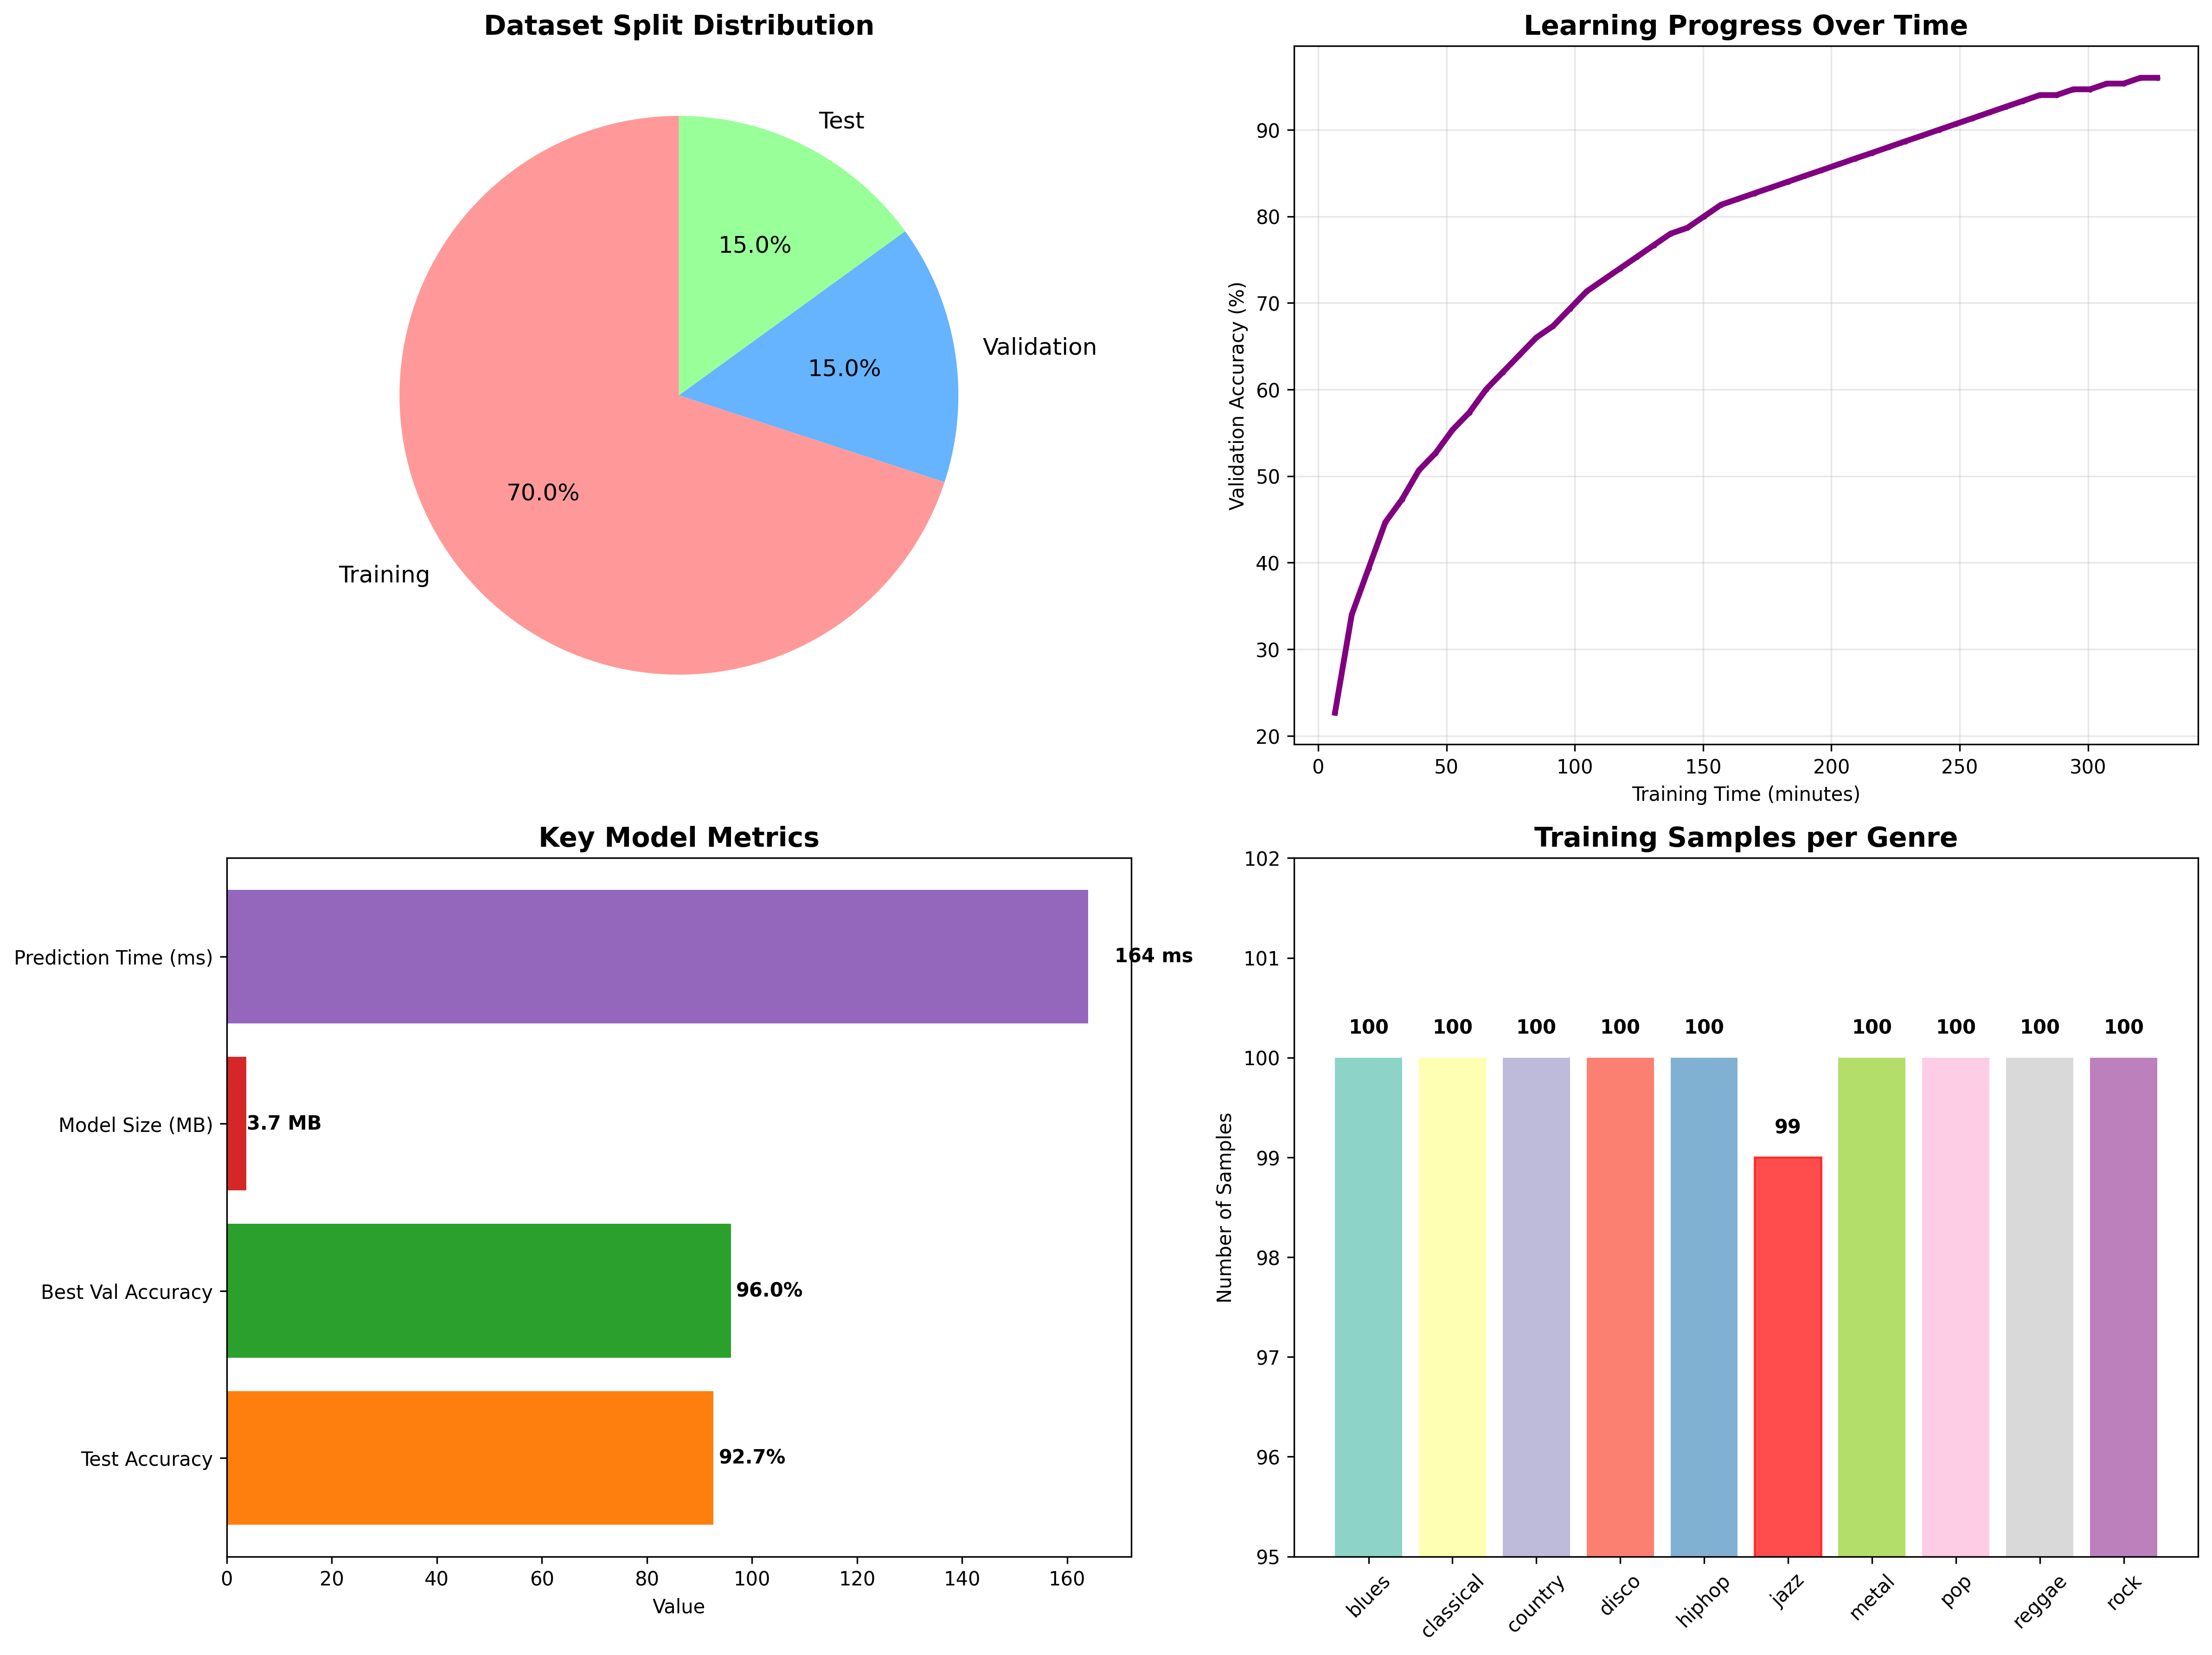 Dataset Split Distribution
Test
15.0%
Validation
15.0%
70.0%
Training
Learning Progress Over Time
Validation Accuracy (%)
90
80
70
60
50
40
30
20
0 50 100 150 200 250 300
Training Time (minutes)
Key Model Metrics
Prediction Time (ms)
164 ms
Model Size (MB)
3.7 MB
Best Val Accuracy
96.0%
Test Accuracy
92.7%
0 20 40 60 80 100 120 140 160
Value
Training Samples per Genre
Number of Samples
102
101
100
99
98
97
96
95
100 100 100 100 100 99 100 100 100 100
blues classical country disco hiphop jazz metal pop reggae rock